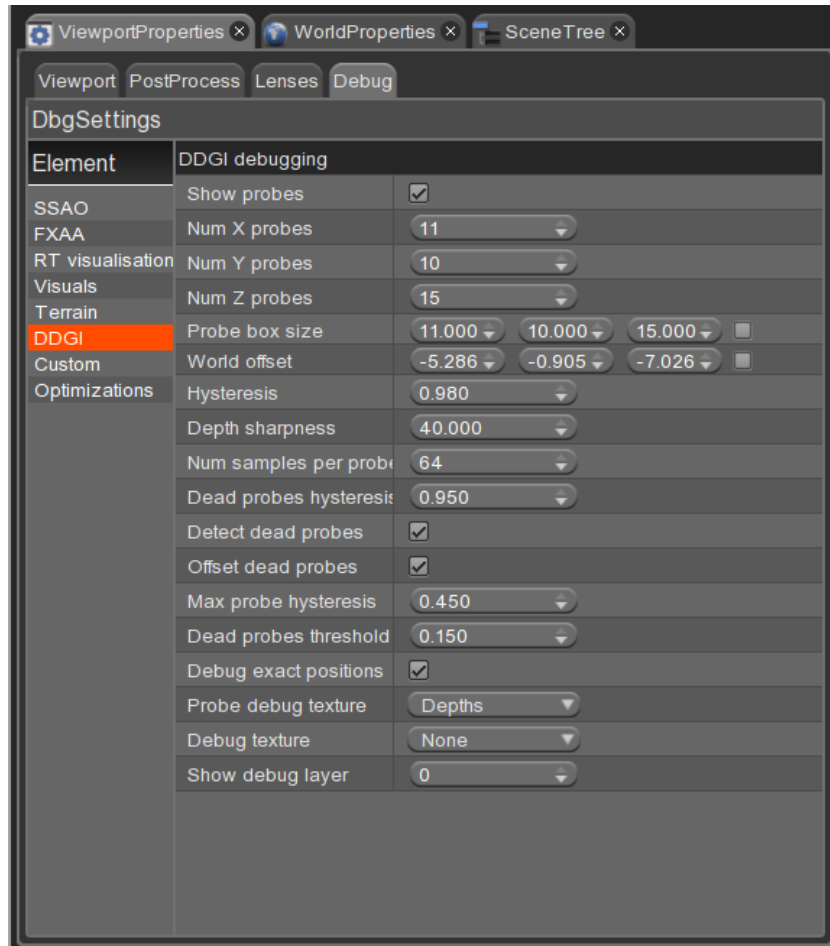 ViewportProperties WorldProperties SceneTree
Viewport PostProcess Lenses Debug
DbgSettings
Element
SSAO
FXAA
RT visualisation
Visuals
Terrain
DDGI
Custom
Optimizations
DDGI debugging
Show probes
Num X probes 11
Num Y probes 10
Num Z probes 15
Probe box size 11.000 10.000 15.000
World offset -5.286 -0.905 -7.026
Hysteresis 0.980
Depth sharpness 40.000
Num samples per probe 64
Dead probes hysteresis 0.950
Detect dead probes
Offset dead probes
Max probe hysteresis 0.450
Dead probes threshold 0.150
Debug exact positions
Probe debug texture Depths
Debug texture None
Show debug layer 0